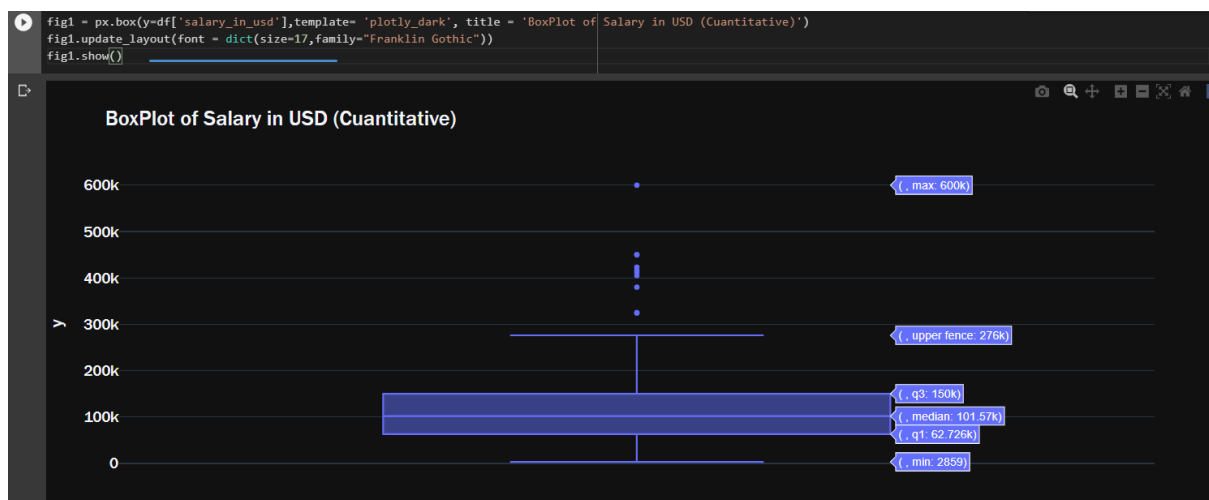 fig1 = px.box(y=df['salary_in_usd'],template= 'plotly_dark', title = 'BoxPlot of Salary in USD (Cuantitative)')
fig1.update_layout(font = dict(size=17,family="Franklin Gothic"))
fig1.show()
BoxPlot of Salary in USD (Cuantitative)
600k
(, max: 600k)
500k
400k
y
300k
(, upper fence: 276k)
200k
(, q3: 150k)
100k
(, median: 101.57k)
(, q1: 62.726k)
0
(, min: 2859)